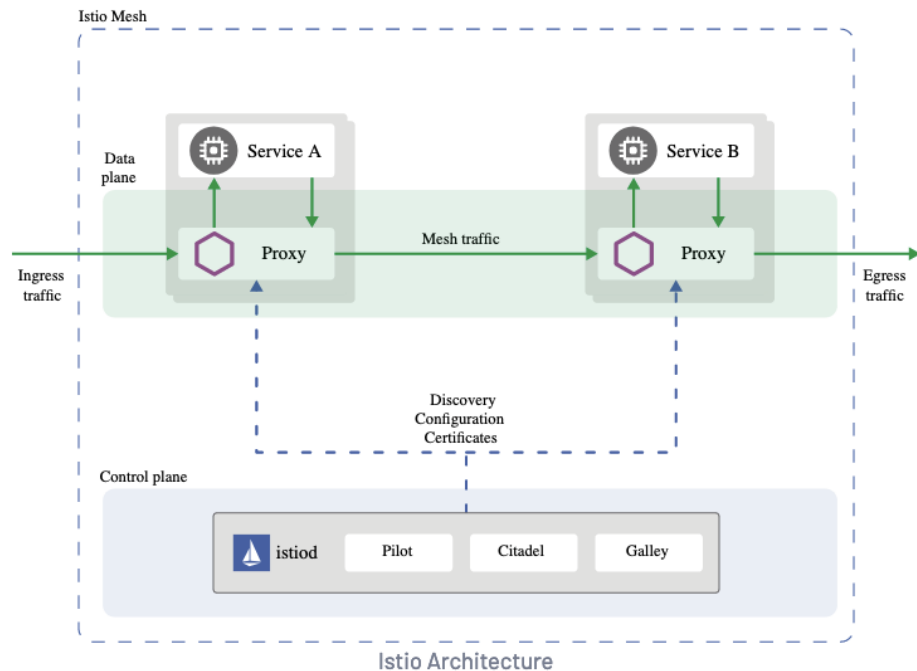 Istio Mesh
Service A
Service B
Data
plane
Proxy
Mesh traffic
Proxy
Ingress
traffic
Egress
traffic
Discovery
Configuration
Certificates
Control plane
istiod
Pilot
Citadel
Galley
Istio Architecture